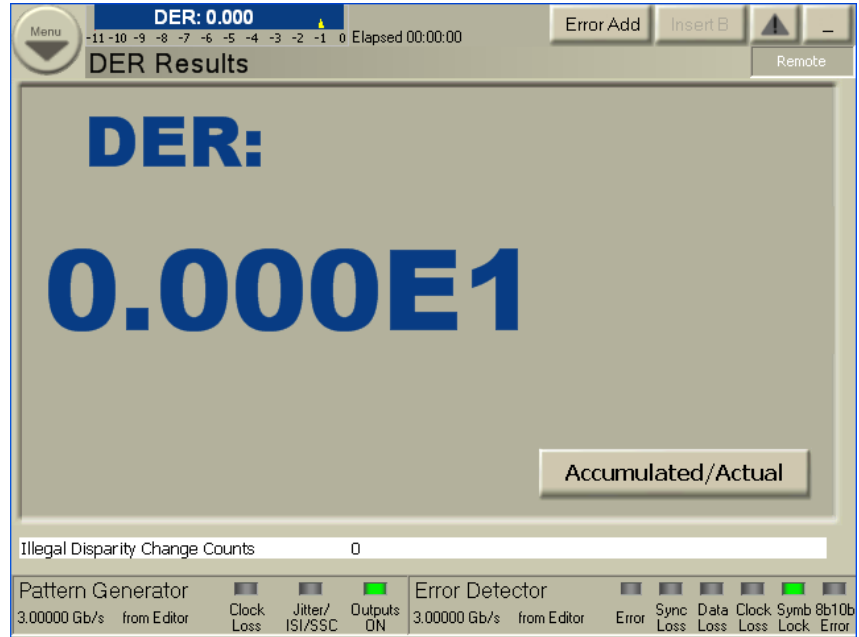 Menu
DER: 0.000
-11 -10 -9 -8 -7 -6 -5 -4 -3 -2 -1 0 Elapsed 00:00:00
Error Add
Insert B
DER Results
Remote
DER:
0.000E1
Accumulated/Actual
Illegal Disparity Change Counts 0
Pattern Generator
3.00000 Gb/s from Editor
Clock Loss
Jitter/ ISI/SSC
Outputs ON
Error Detector
3.00000 Gb/s from Editor
Error
Sync Loss
Data Loss
Clock Loss
Symb Lock
8b10b Error